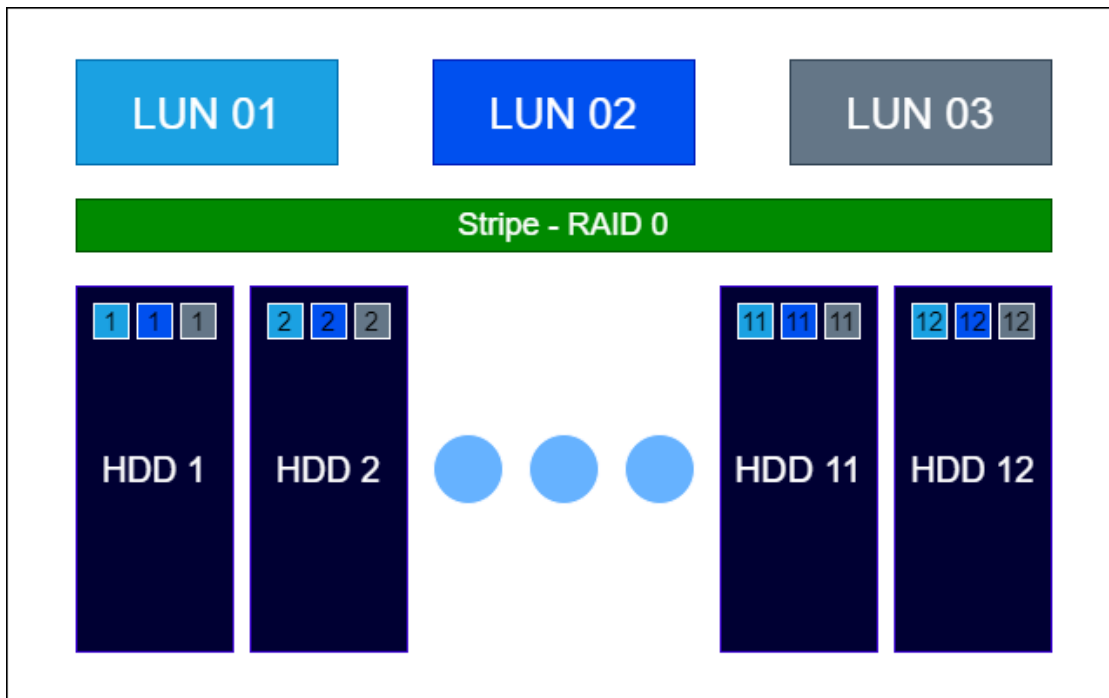 LUN 01 LUN 02 LUN 03
Stripe - RAID 0
1 1 1 2 2 2 11 11 11 12 12 12
HDD 1 HDD 2 HDD 11 HDD 12